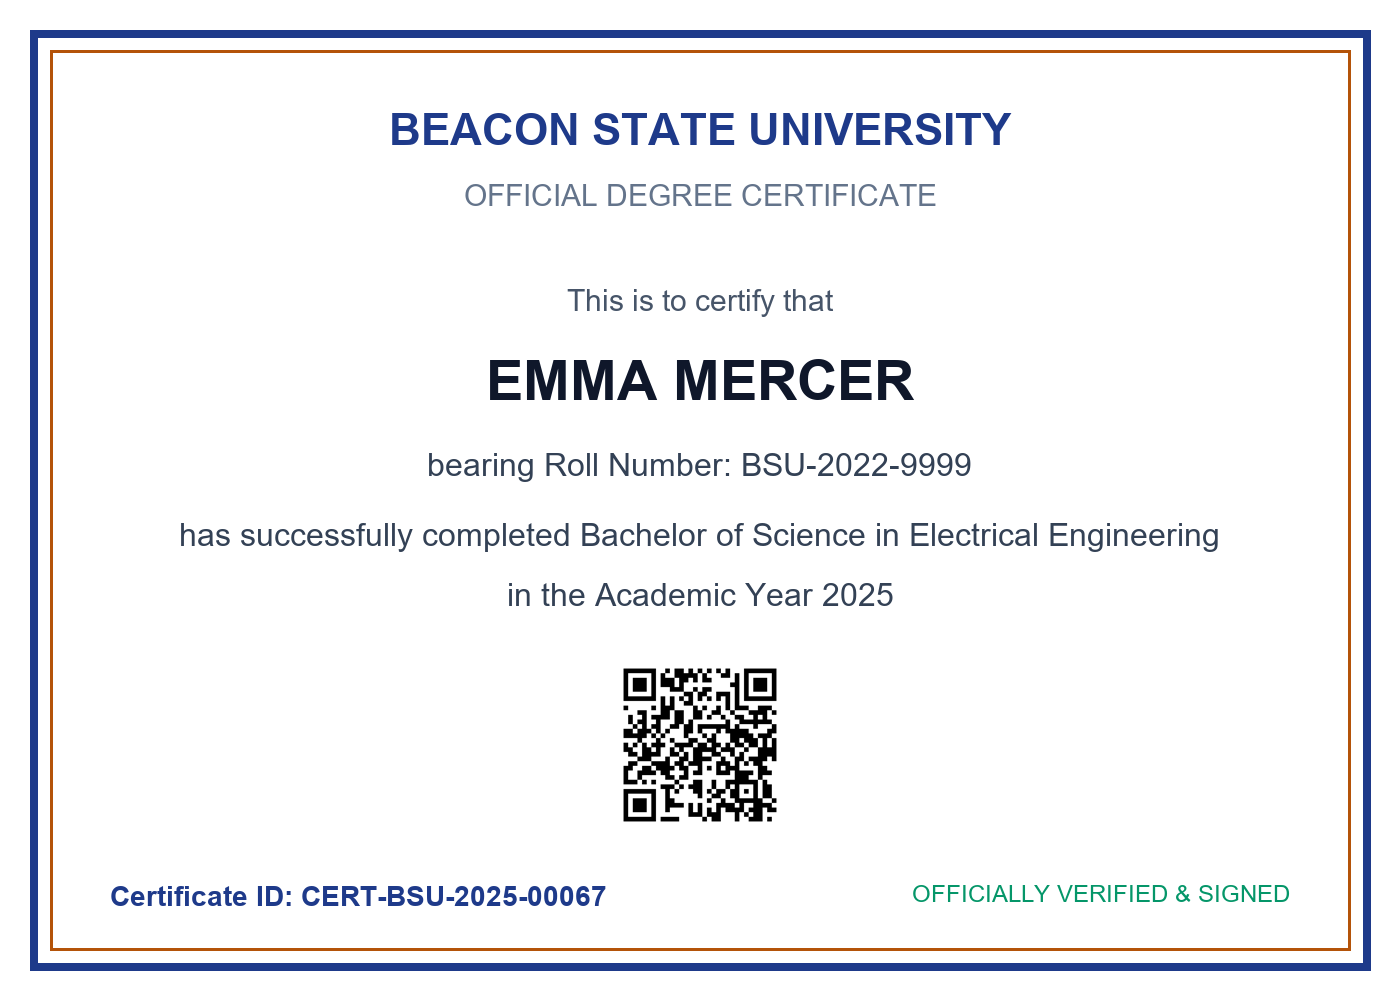 BEACON STATE UNIVERSITY
OFFICIAL DEGREE CERTIFICATE
This is to certify that
EMMA MERCER
bearing Roll Number: BSU-2022-9999
has successfully completed Bachelor of Science in Electrical Engineering
in the Academic Year 2025
Certificate ID: CERT-BSU-2025-00067
OFFICIALLY VERIFIED & SIGNED